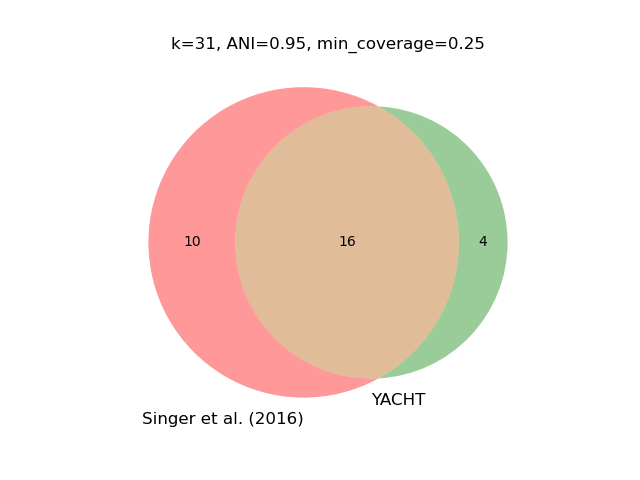 k=31, ANI=0.95, min_coverage=0.25
10
16
4
YACHT
Singer et al. (2016)